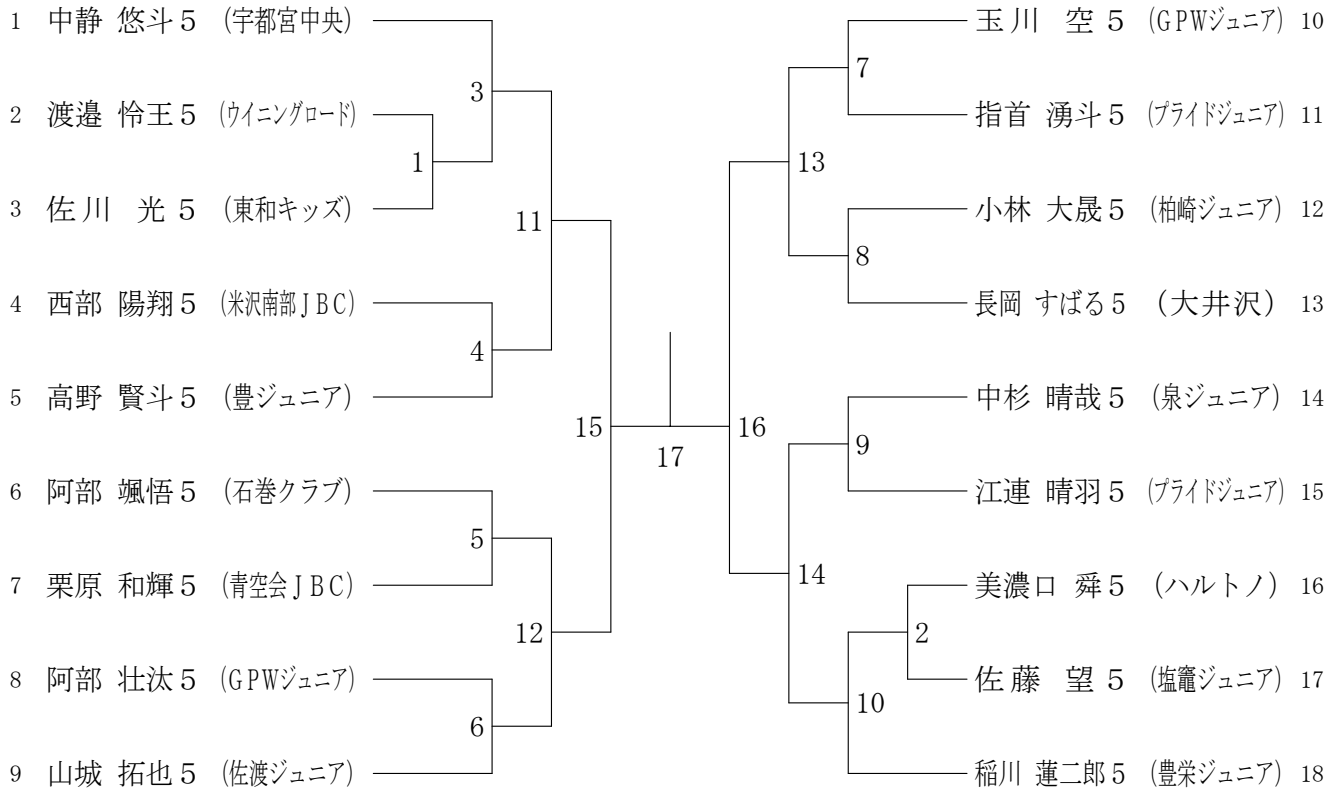 1 中静 悠斗 5 (宇都宮中央)
2 渡邉 怜王 5 (ウイニングロード)
3 佐川 光 5 (東和キッズ)
4 西部 陽翔 5 (米沢南部JBC)
5 高野 賢斗 5 (豊ジュニア)
6 阿部 颯悟 5 (石巻クラブ)
7 栗原 和輝 5 (青空会JBC)
8 阿部 壮汰 5 (GPWジュニア)
9 山城 拓也 5 (佐渡ジュニア)
3
1
11
4
15
5
12
6
17
7
13
8
16
9
14
2
10
玉川 空 5 (GPWジュニア) 10
指首 湧斗 5 (プライドジュニア) 11
小林 大晟 5 (柏崎ジュニア) 12
長岡 すばる 5 (大井沢) 13
中杉 晴哉 5 (泉ジュニア) 14
江連 晴羽 5 (プライドジュニア) 15
美濃口 舜 5 (ハルトノ) 16
佐藤 望 5 (塩竈ジュニア) 17
稲川 蓮二郎 5 (豊栄ジュニア) 18